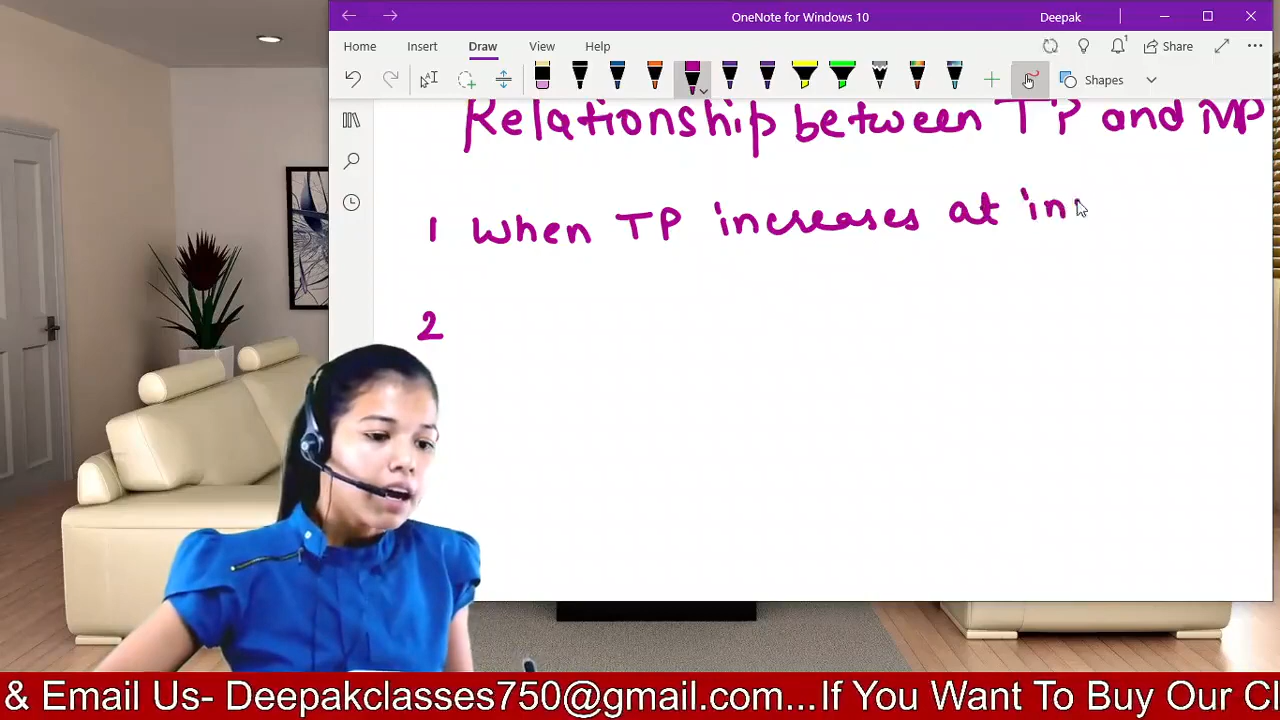 OneNote for Windows 10
Deepak
Home Insert Draw View Help
Share
Shapes
Relationship between TP and MP
1 When TP increases at in
2
& Email Us- Deepakclasses750@gmail.com...If You Want To Buy Our Cl